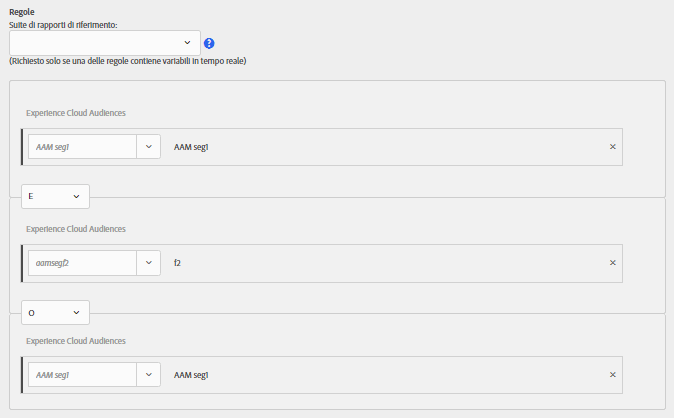 Regole
Suite di rapporti di riferimento:
(Richiesto solo se una delle regole contiene variabili in tempo reale)
Experience Cloud Audiences
AAM seg1 AAM seg1
E
Experience Cloud Audiences
aamsegf2 f2
O
Experience Cloud Audiences
AAM seg1 AAM seg1